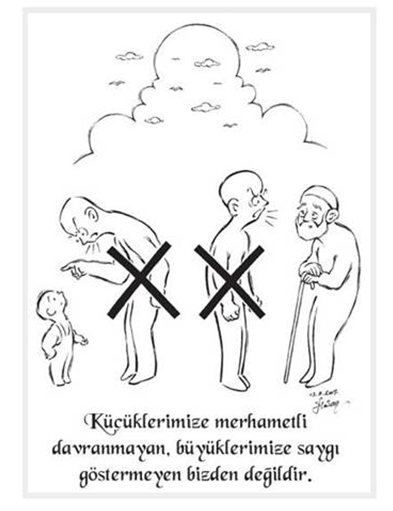 Küçüklerimize merhametli
davranmayan, büyüklerimize saygı
göstermeyen bizden değildir.